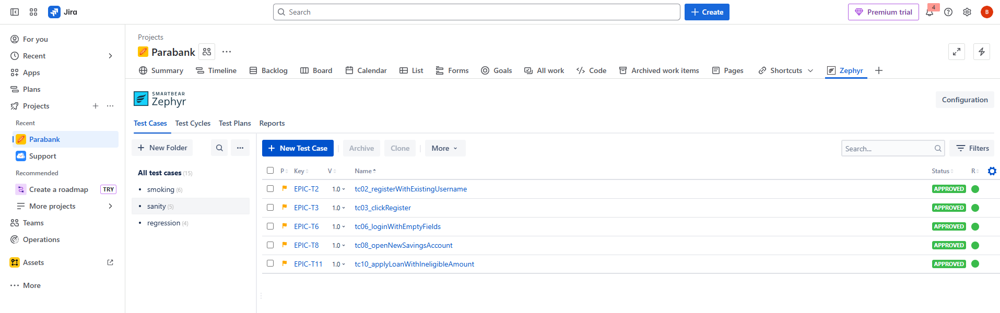 Jira
Search
Create
Premium trial
4
B
For you
Recent
Apps
Plans
Projects
Recent
Parabank
Support
Recommended
Create a roadmap TRY
More projects
Teams
Operations
Assets
More
Projects
Parabank
Summary Timeline Backlog Board Calendar List Forms Goals All work Code Archived work items Pages Shortcuts Zephyr
SMARTBEAR
Zephyr
Configuration
Test Cases Test Cycles Test Plans Reports
New Folder
All test cases (15)
smoking (6)
sanity (5)
regression (4)
New Test Case Archive Clone More Search... Filters
P Key V Name Status R
EPIC-T2 1.0 tc02_registerWithExistingUsername APPROVED
EPIC-T3 1.0 tc03_clickRegister APPROVED
EPIC-T6 1.0 tc06_loginWithEmptyFields APPROVED
EPIC-T8 1.0 tc08_openNewSavingsAccount APPROVED
EPIC-T11 1.0 tc10_applyLoanWithIneligibleAmount APPROVED